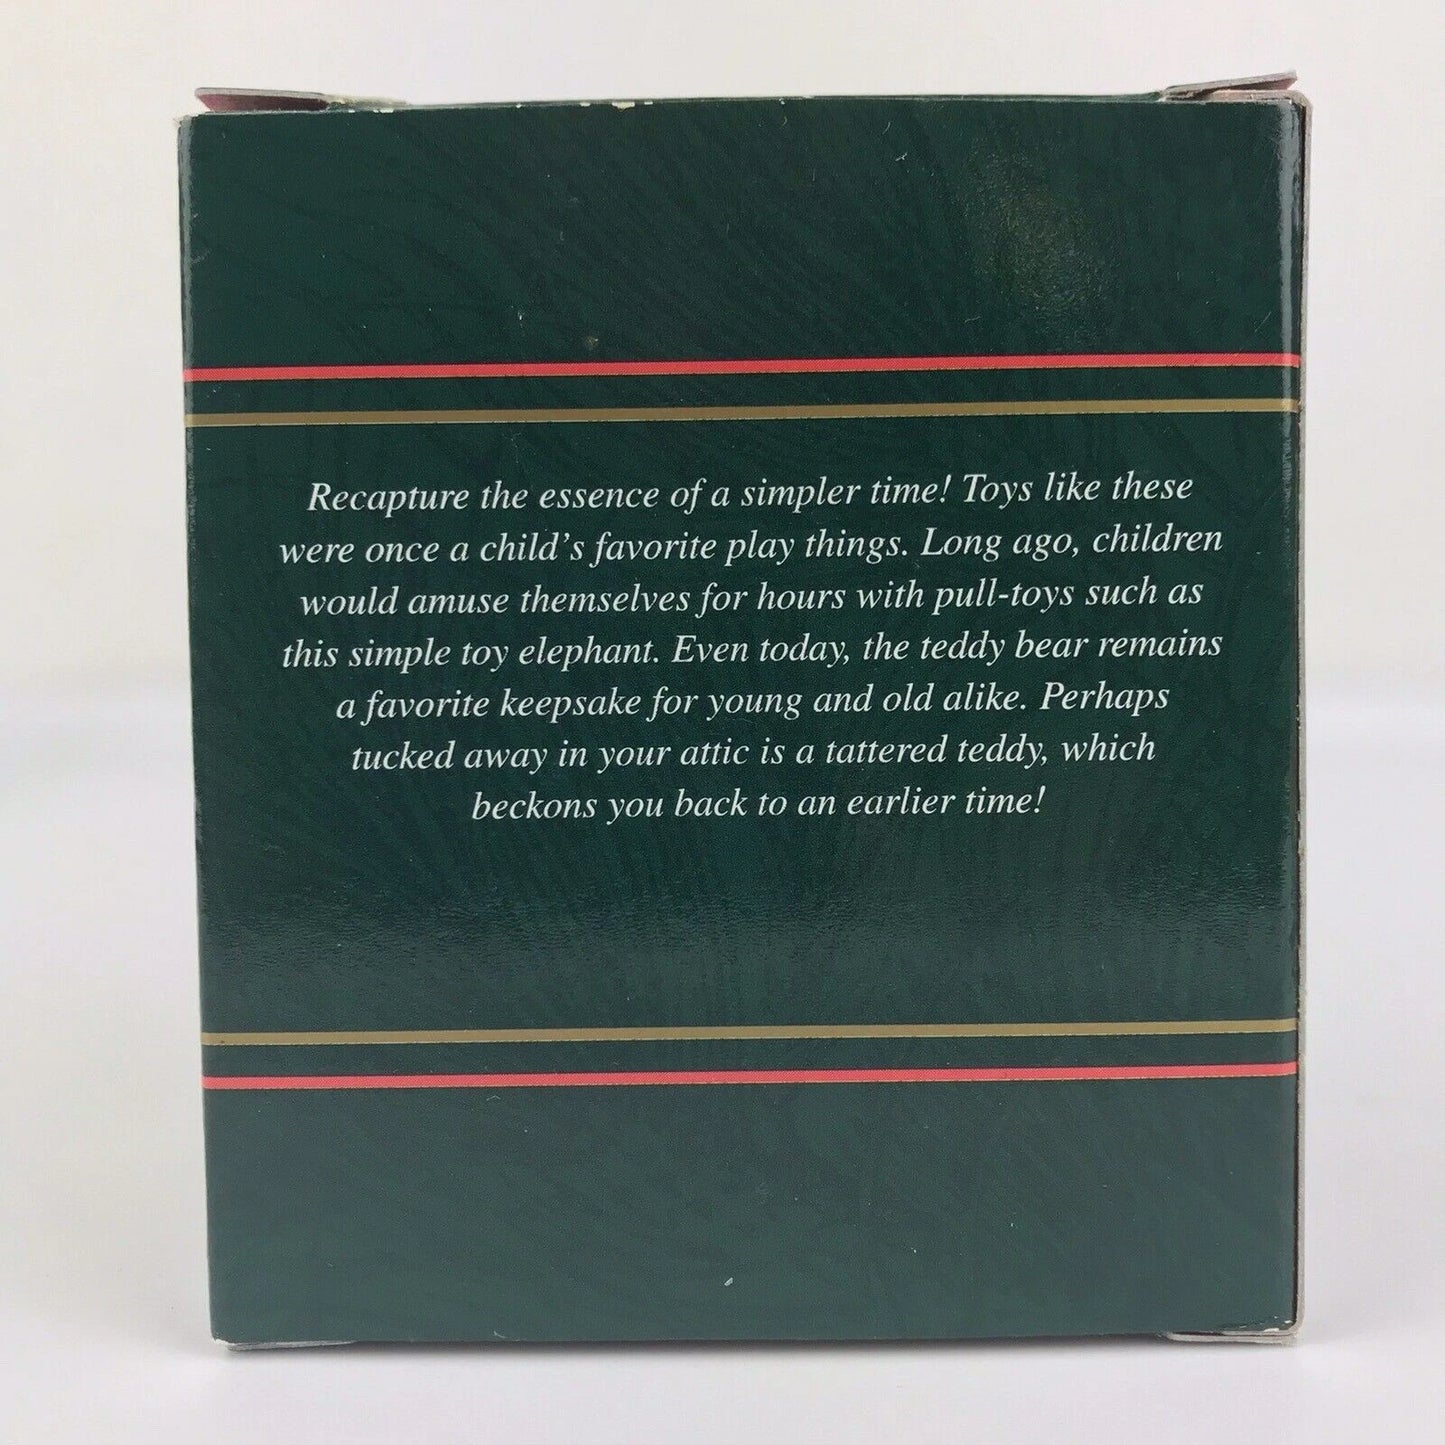 Recapture the essence of a simpler time! Toys like these
were once a child's favorite play things. Long ago, children
would amuse themselves for hours with pull-toys such as
this simple toy elephant. Even today, the teddy bear remains
a favorite keepsake for young and old alike. Perhaps
tucked away in your attic is a tattered teddy, which
beckons you back to an earlier time!